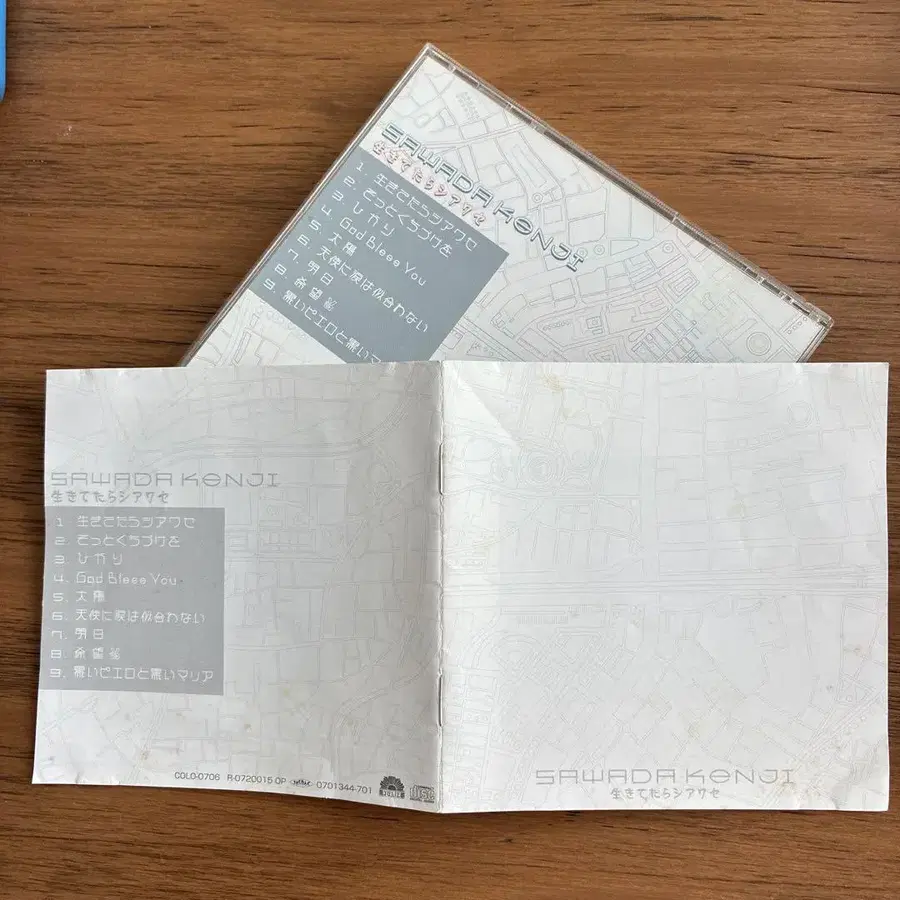 SAWADA KENJI
生きてたらシアワセ
1. 生きてたらシアワセ
2. そっとくちづけを
3. ひかり
4. God Bless You
5. 太陽
6. 天使に涙は似合わない
7. 明日
8. 希望
9. 黒いピエロと黒いマリア
SAWADA KENJI
生きてたらシアワセ
1 生きてたらシアワセ
2 そっとくちづけを
3. ひかり
4. God Bless You
5. 太陽
6. 天使に涙は似合わない
7. 明日
8. 希望
9. 黒いピエロと黒いマリア
COLO-0706 R-0720015 OP 0701344-701
SAWADA KENJI
生きてたらシアワセ